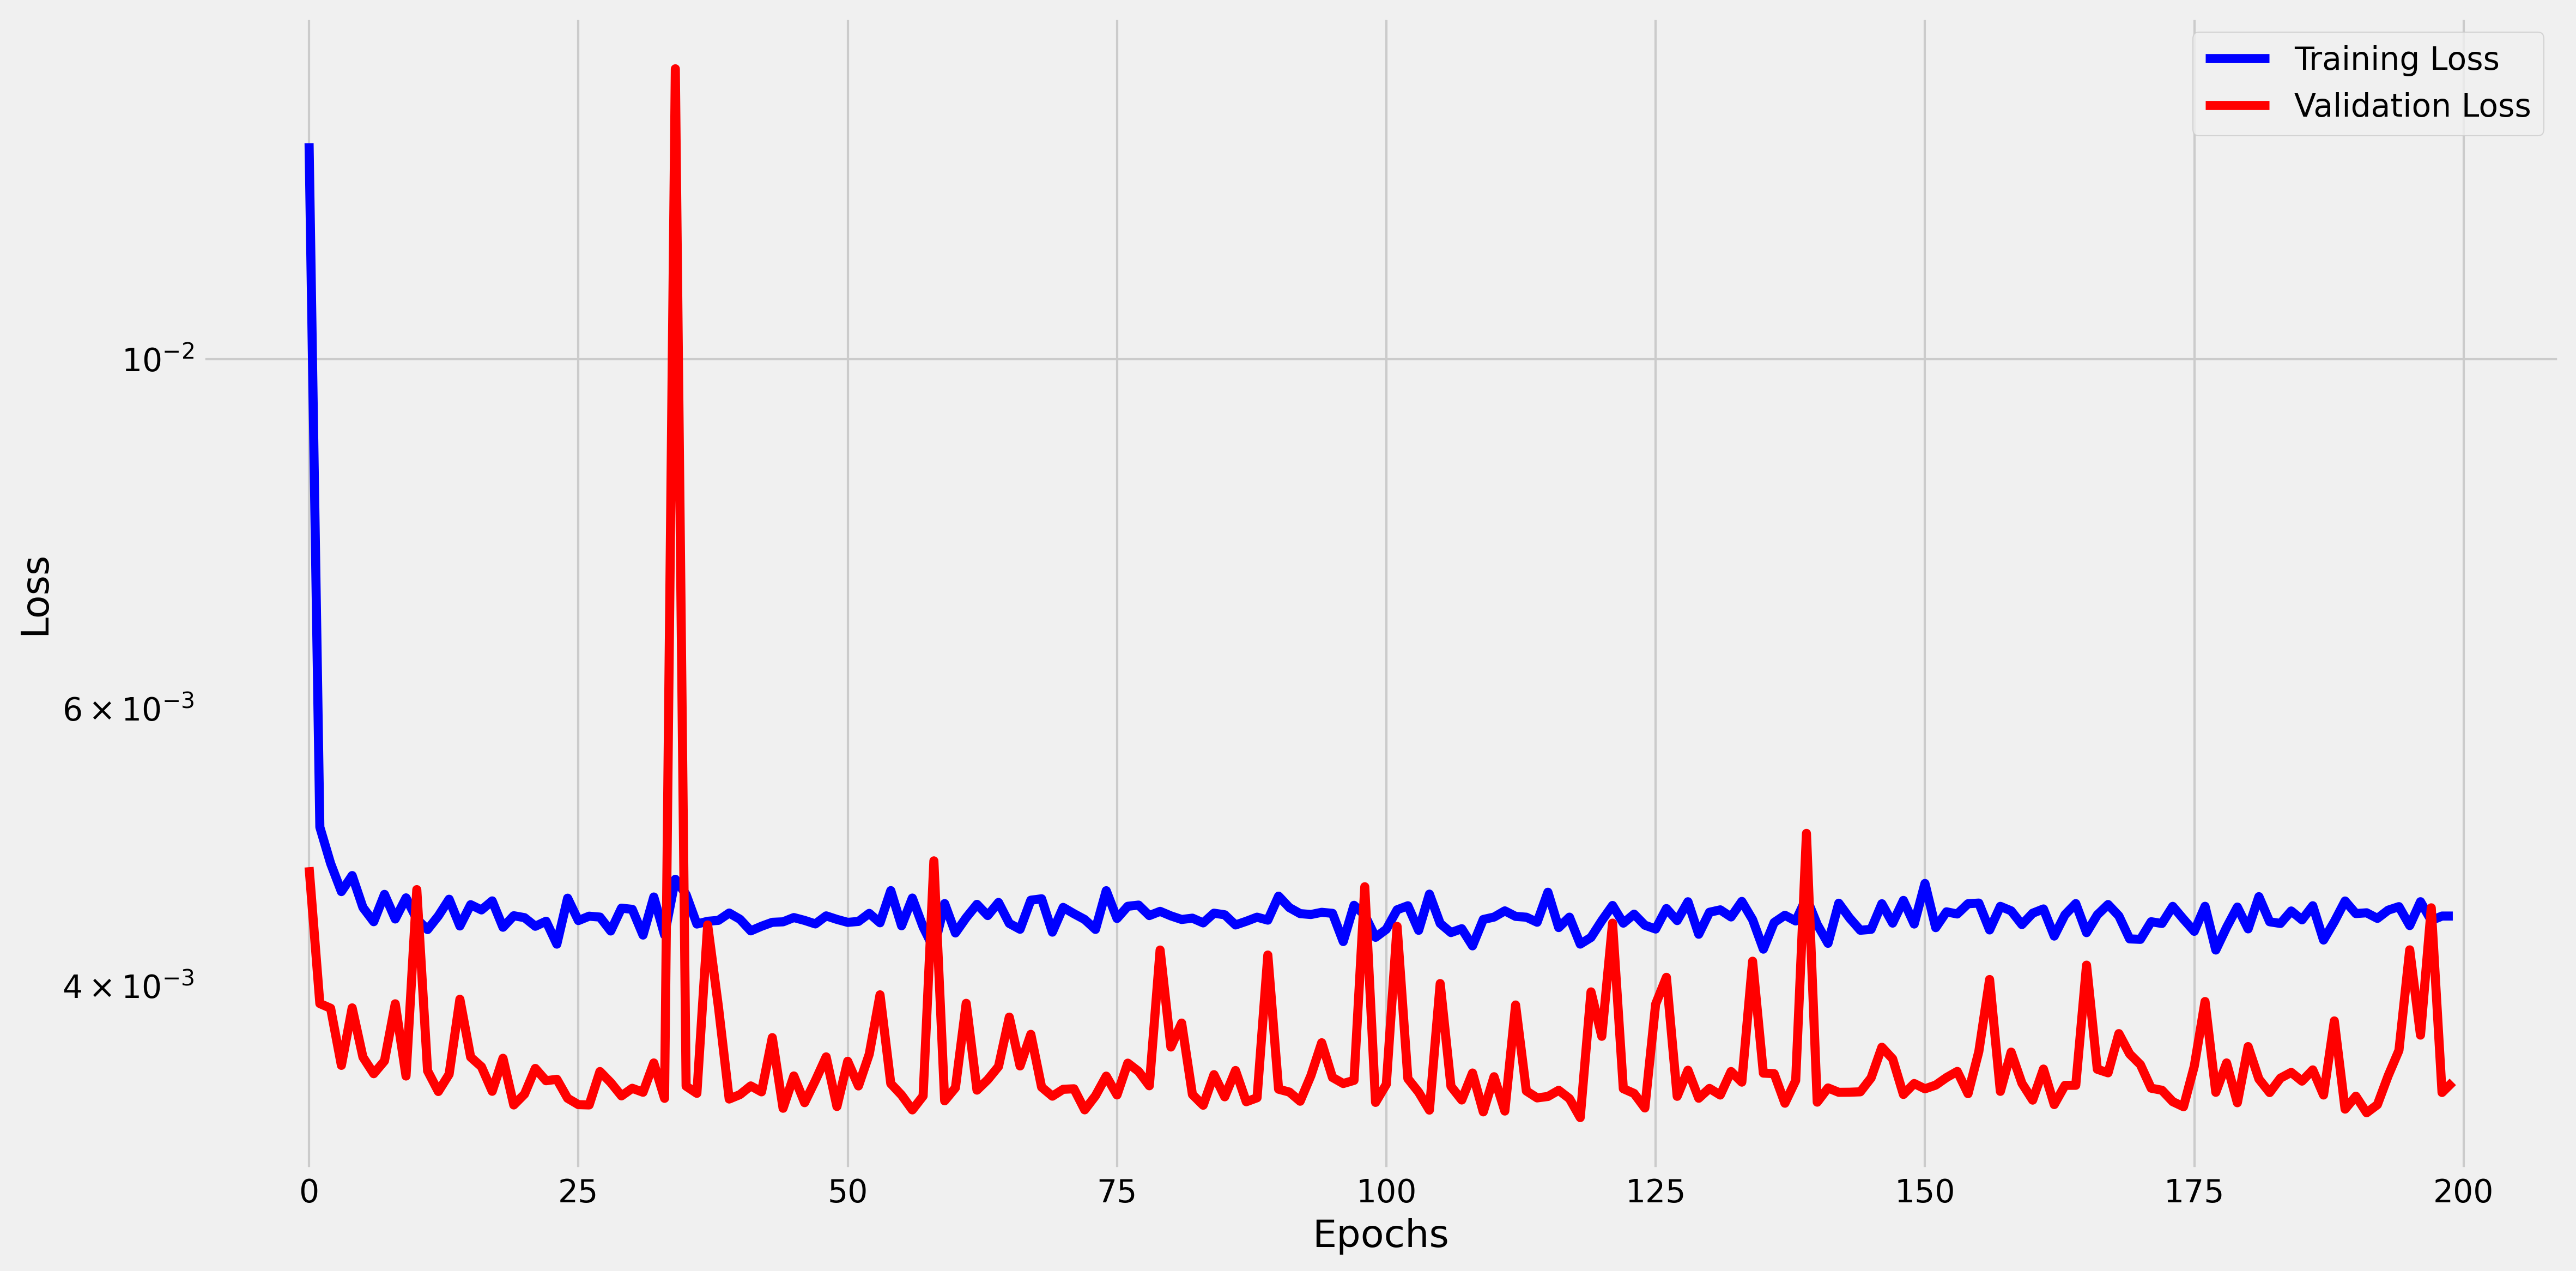 Training Loss
Validation Loss
10⁻²
6 × 10⁻³
4 × 10⁻³
Loss
0 25 50 75 100 125 150 175 200
Epochs